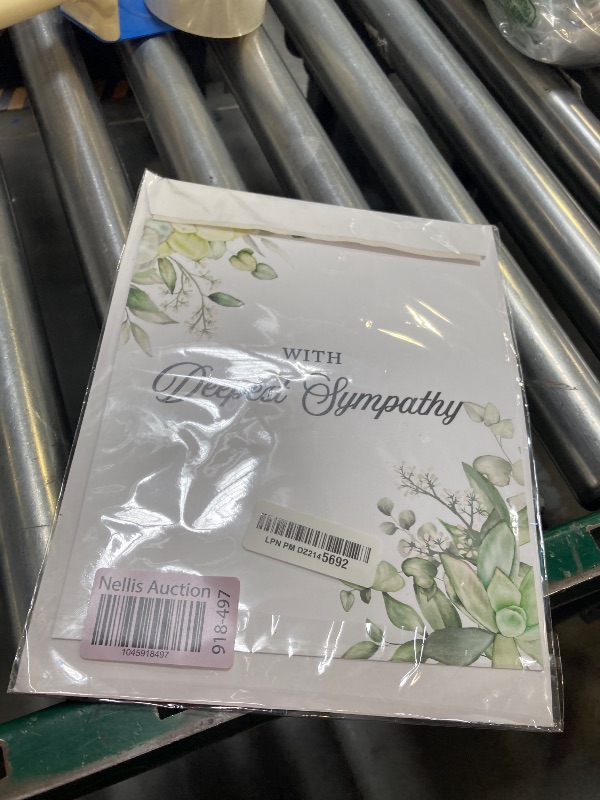 WITH
Deepest Sympathy
LPN PM DZ2145692
Nellis Auction
918-497
1045918497